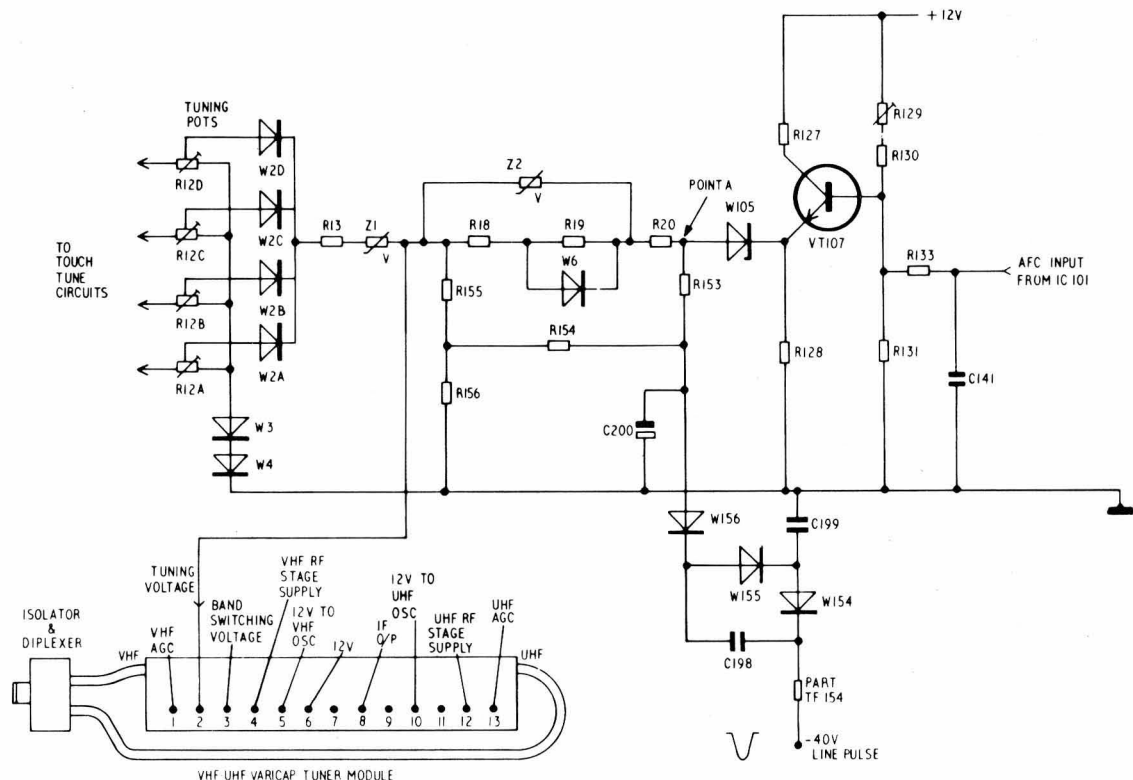 +12V
TUNING
POTS
R12D
W2D
R12C
W2C
R12B
W2B
R12A
W2A
TO
TOUCH
TUNE
CIRCUITS
W3
W4
R13
Z1
V
Z2
V
R18
R19
W6
R20
POINT A
W105
R127
R129
R130
VT107
R133
AFC INPUT
FROM IC 101
R155
R153
R154
R156
R128
R131
C141
C200
W156
C199
W155
W154
C198
PART
TF 154
-40V
LINE PULSE
TUNING
VOLTAGE
ISOLATOR
&
DIPLEXER
VHF
VHF
AGC
BAND
SWITCHING
VOLTAGE
VHF RF
STAGE
SUPPLY
12V TO
VHF
OSC
12V
IF
O/P
12V TO
UHF
OSC
UHF RF
STAGE
SUPPLY
UHF
AGC
UHF
1 2 3 4 5 6 7 8 9 10 11 12 13
VHF-UHF VARICAP TUNER MODULE